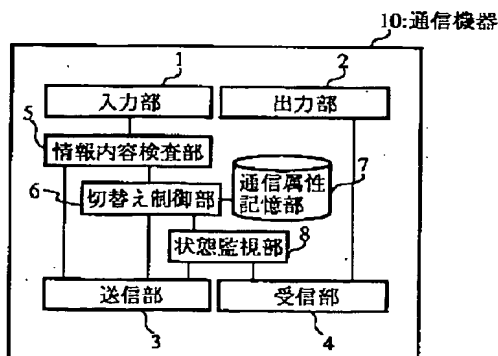 10:通信機器
1
2
入力部
出力部
5
情報内容検査部
6
切替え制御部
通信属性
記憶部
7
状態監視部
8
送信部
受信部
3
4